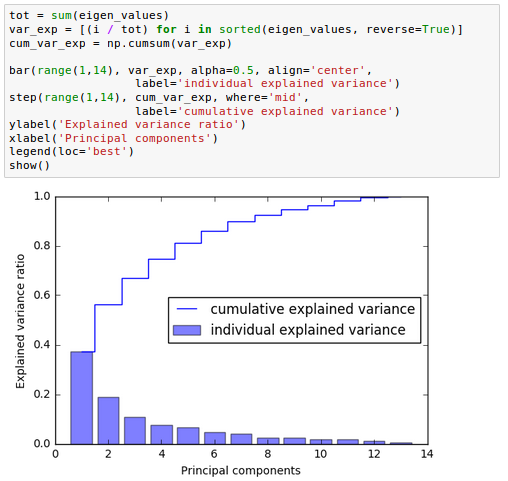 tot = sum(eigen_values)
var_exp = [(i / tot) for i in sorted(eigen_values, reverse=True)]
cum_var_exp = np.cumsum(var_exp)

bar(range(1,14), var_exp, alpha=0.5, align='center',
                 label='individual explained variance')
step(range(1,14), cum_var_exp, where='mid',
                 label='cumulative explained variance')
ylabel('Explained variance ratio')
xlabel('Principal components')
legend(loc='best')
show()
1.0
0.8
0.6
0.4
0.2
0.0
Explained variance ratio
cumulative explained variance
individual explained variance
0 2 4 6 8 10 12 14
Principal components